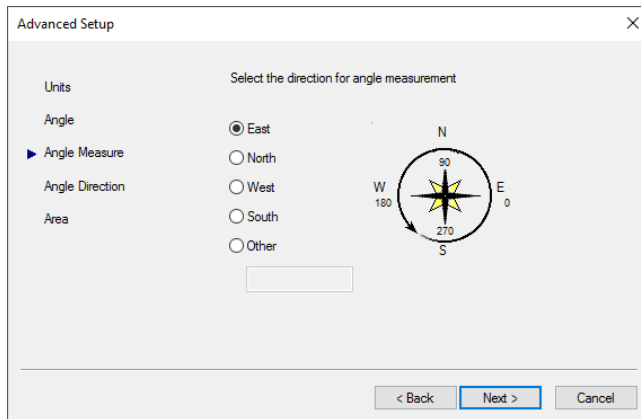 Advanced Setup
Units
Angle
Angle Measure
Angle Direction
Area
Select the direction for angle measurement
East
North
West
South
Other
N
90
W
180
E
0
270
S
< Back
Next >
Cancel